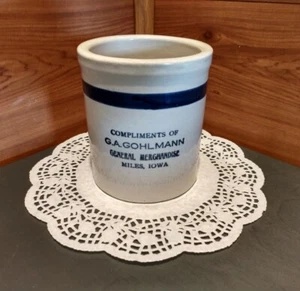 COMPLIMENTS OF
G.A. GOHLMANN
GENERAL MERCHANDISE
MILES, IOWA